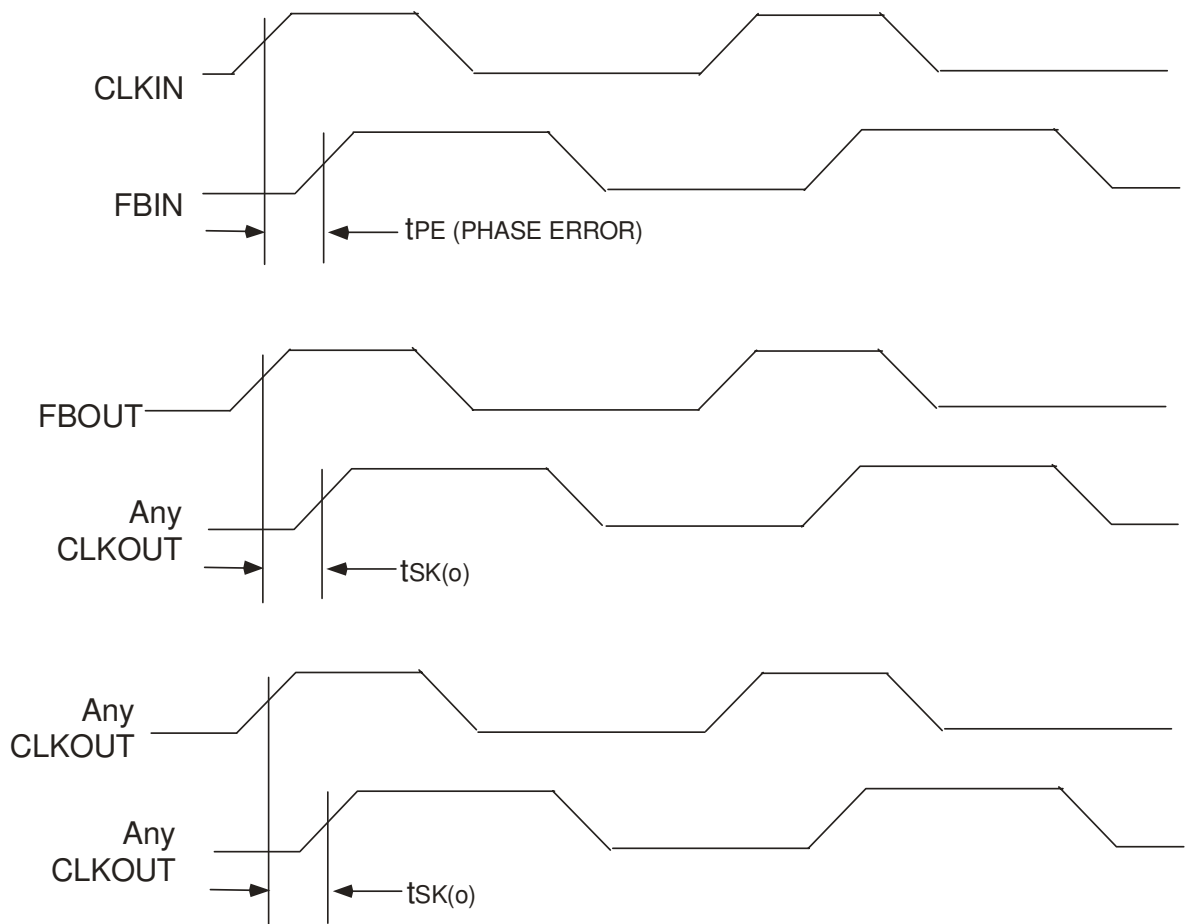 CLKIN
FBIN
tPE (PHASE ERROR)
FBOUT
Any
CLKOUT
tSK(o)
Any
CLKOUT
Any
CLKOUT
tSK(o)